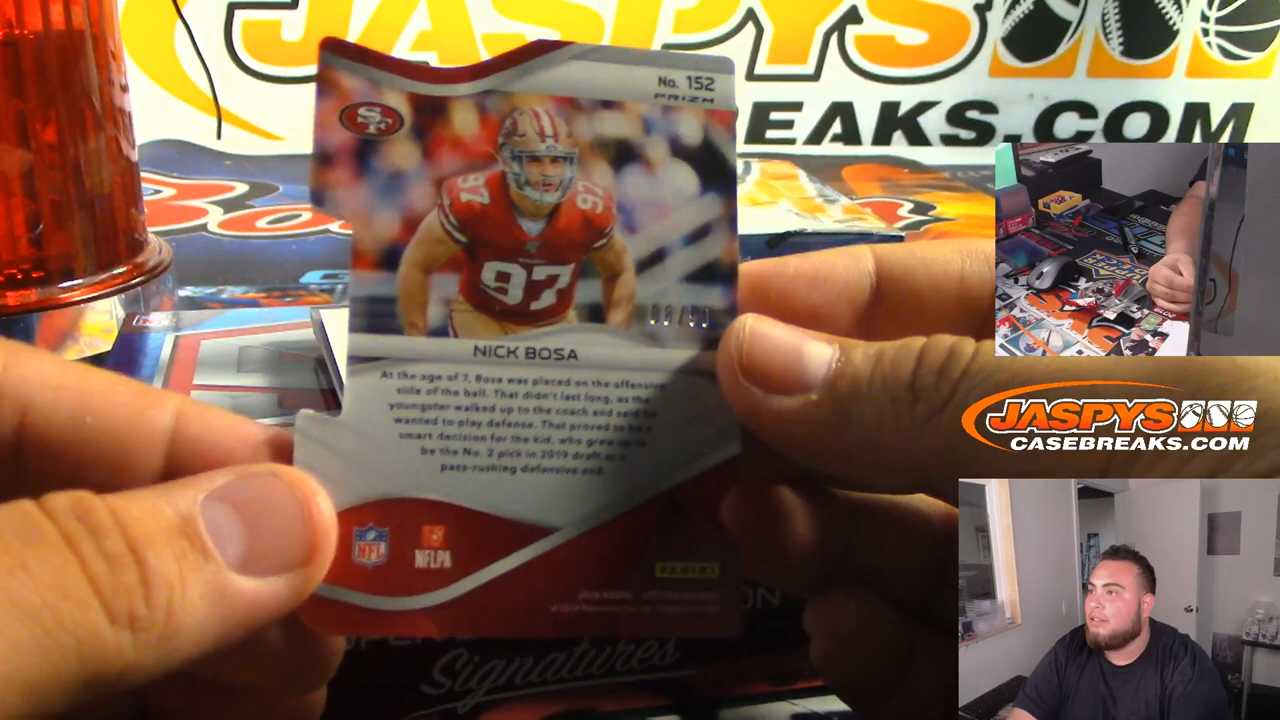 JASPYS
EAKS.COM
No. 152
PRIZM
SF
97
97
97
NICK BOSA
At the age of 7, Bosa was placed on the offensive
side of the ball. That didn't last long, as the
youngster walked up to the coach and said he
wanted to play defense. That proved to be a
smart decision for the kid, who grew up to
be the No. 2 pick in 2019 draft as a
pass-rushing defensive end.
NFL
NFLPA
PANINI
ON
Signatures
JASPYS
CASEBREAKS.COM